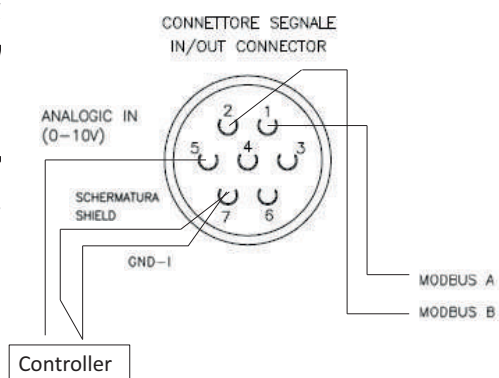 CONNETTORE SEGNALE
IN/OUT CONNECTOR
ANALOGIC IN
(0-10V)
2
1
5
4
3
SCHERMATURA
SHIELD
7
6
GND-I
MODBUS A
MODBUS B
Controller